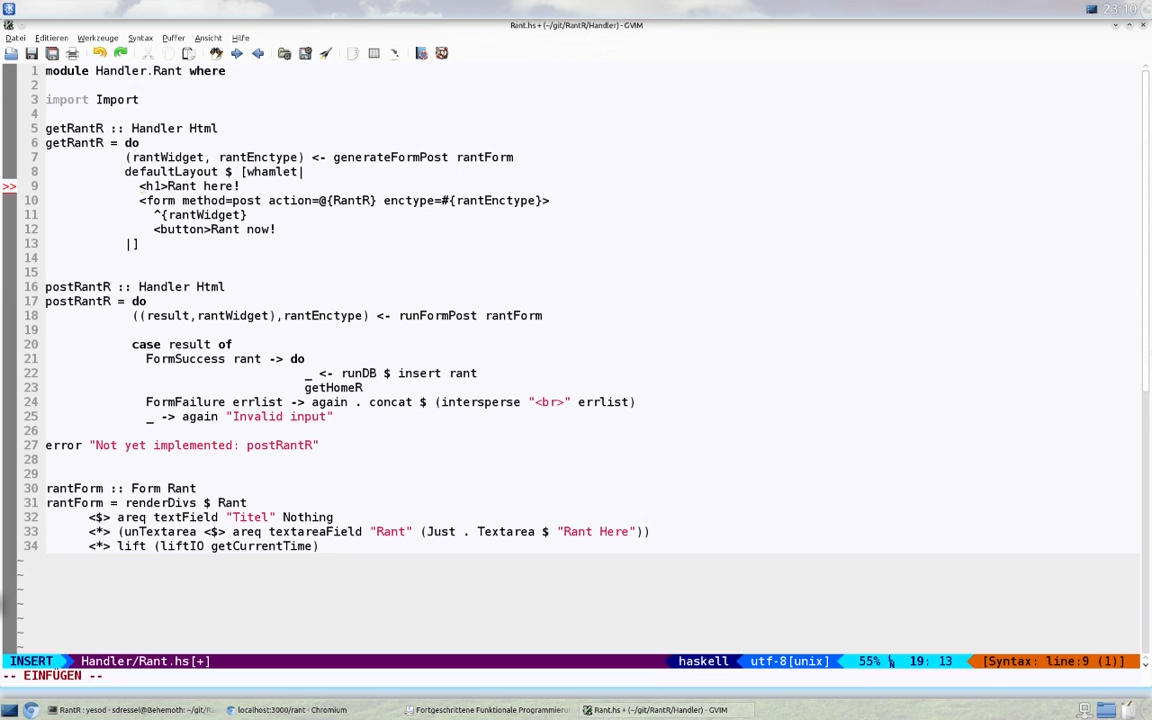 23:10
Rant.hs + (~/git/RantR/Handler) - GVIM
Datei Editieren Werkzeuge Syntax Puffer Ansicht Hilfe
1 module Handler.Rant where
2
3 import Import
4
5 getRantR :: Handler Html
6 getRantR = do
7 (rantWidget, rantEnctype) <- generateFormPost rantForm
8 defaultLayout $ [whamlet|
>> 9 <h1>Rant here!
10 <form method=post action=@{RantR} enctype=#{rantEnctype}>
11 ^{rantWidget}
12 <button>Rant now!
13 |]
14
15
16 postRantR :: Handler Html
17 postRantR = do
18 ((result,rantWidget),rantEnctype) <- runFormPost rantForm
19
20 case result of
21 FormSuccess rant -> do
22 _ <- runDB $ insert rant
23 getHomeR
24 FormFailure errlist -> again . concat $ (intersperse "<br>" errlist)
25 _ -> again "Invalid input"
26
27 error "Not yet implemented: postRantR"
28
29
30 rantForm :: Form Rant
31 rantForm = renderDivs $ Rant
32 <$> areq textField "Titel" Nothing
33 <*> (unTextarea <$> areq textareaField "Rant" (Just . Textarea $ "Rant Here"))
34 <*> lift (liftIO getCurrentTime)
~
~
~
~
~
~
~
INSERT Handler/Rant.hs[+] haskell utf-8[unix] 55% 19: 13 [Syntax: line:9 (1)]
-- EINFÜGEN --
RantR : yesod - sdressel@Behemoth: ~/git/ localhost:3000/rant - Chromium Fortgeschrittene Funktionale Programmierun Rant.hs + (~/git/RantR/Handler) - GVIM